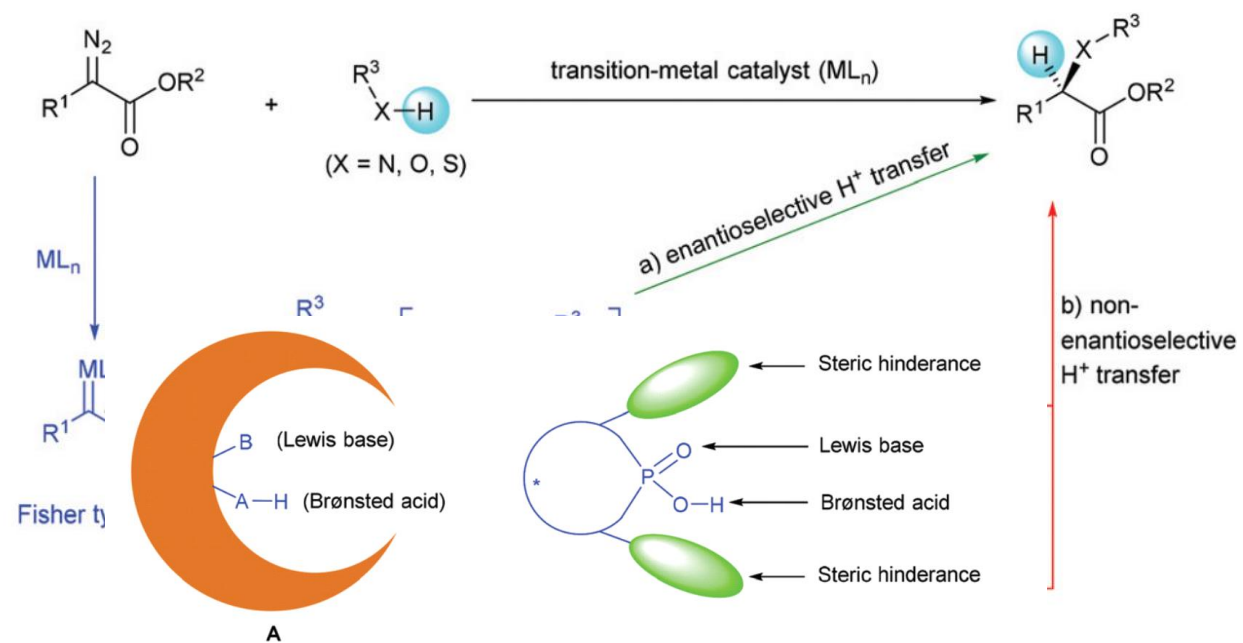 N₂
R¹
OR²
O
+
R³
X–H
(X = N, O, S)
transition-metal catalyst (MLₙ)
H
X–R³
R¹
OR²
O
a) enantioselective H⁺ transfer
MLₙ
R³
b) non-
enantioselective
H⁺ transfer
R¹
Fisher
B (Lewis base)
A–H (Brønsted acid)
A
Steric hinderance
Lewis base
Brønsted acid
Steric hinderance
*
P
O
O–H